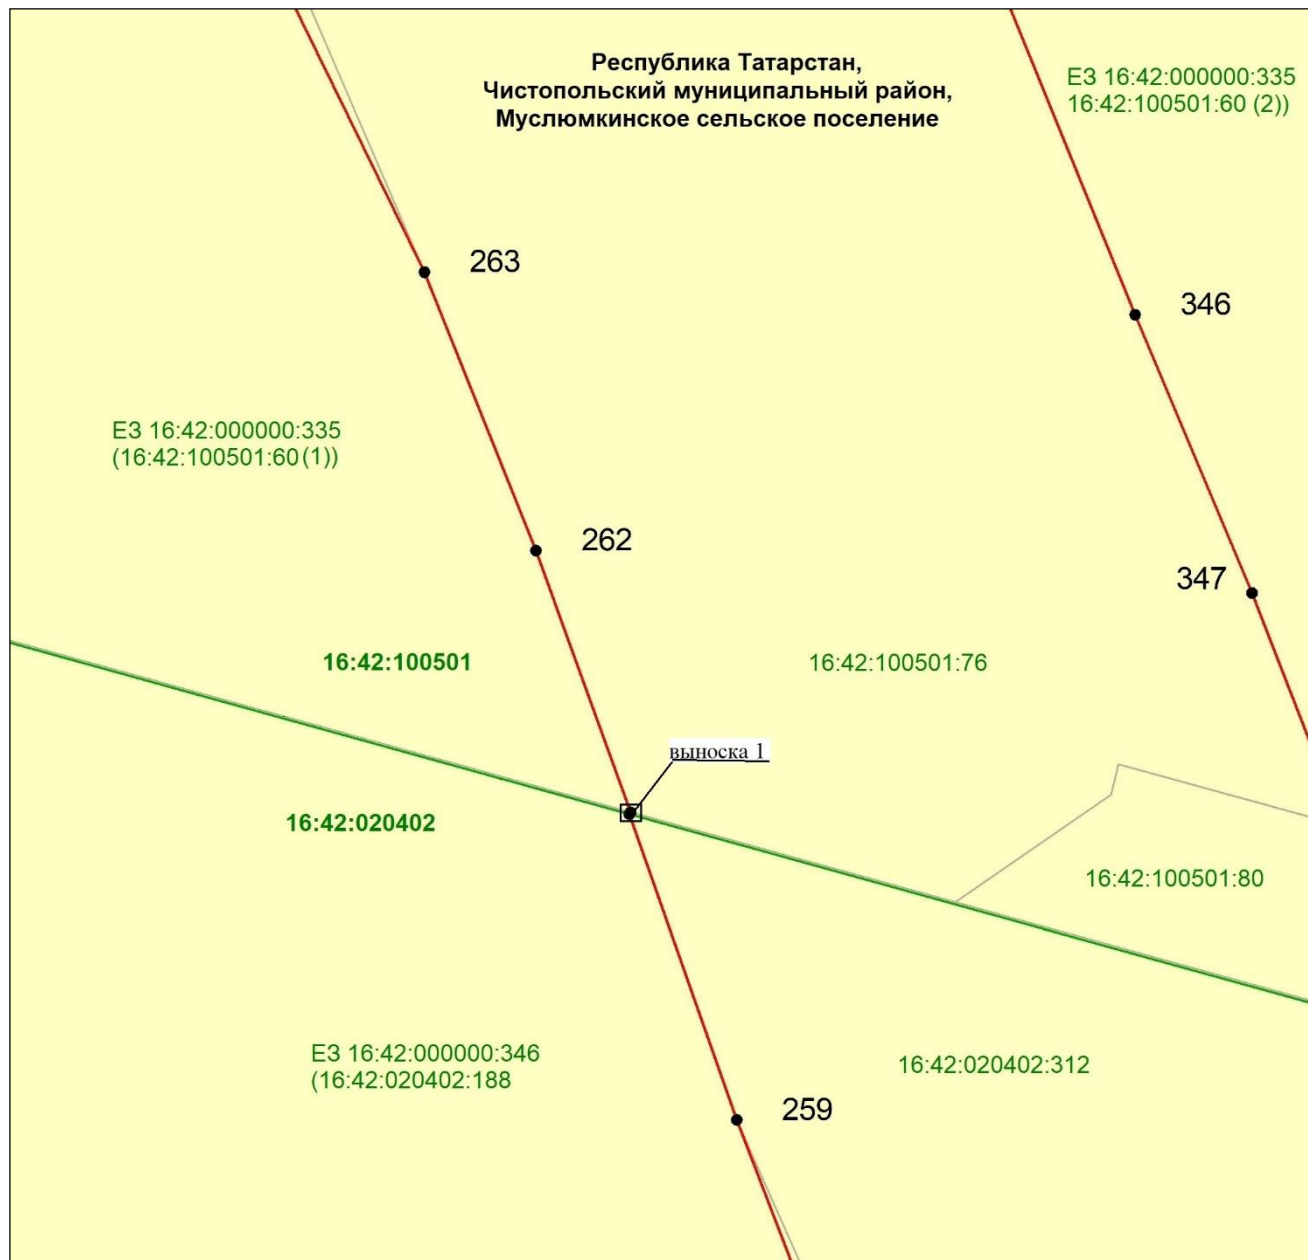 Республика Татарстан,
Чистопольский муниципальный район,
Муслюмкинское сельское поселение
ЕЗ 16:42:000000:335
16:42:100501:60 (2))
263
346
ЕЗ 16:42:000000:335
(16:42:100501:60 (1))
262
347
16:42:100501
16:42:100501:76
выноска 1
16:42:020402
16:42:100501:80
ЕЗ 16:42:000000:346
(16:42:020402:188
16:42:020402:312
259